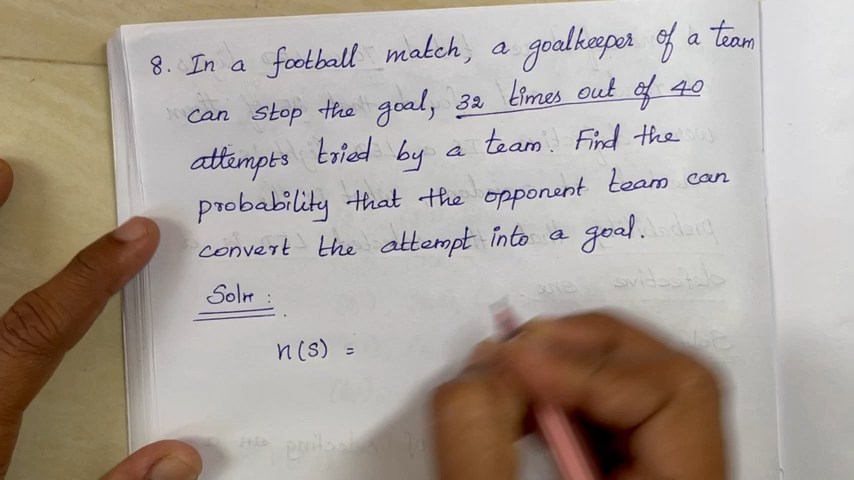 8. In a football match, a goalkeeper of a team
can stop the goal, 32 times out of 40
attempts tried by a team. Find the
probability that the opponent team can
convert the attempt into a goal.
Soln :
n(S) =